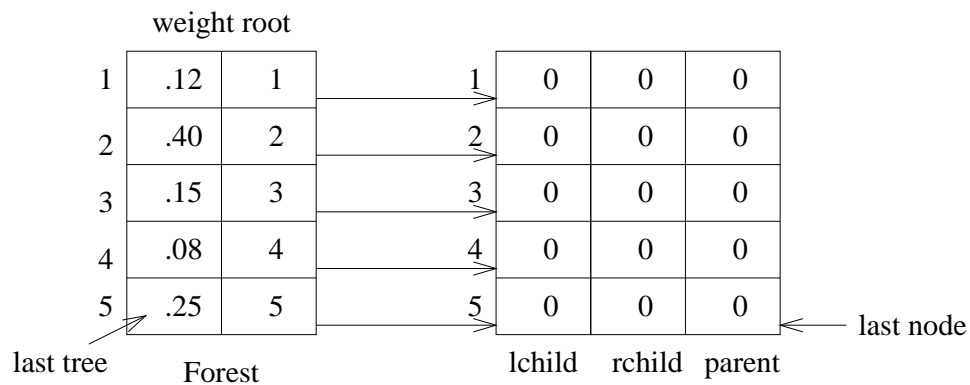 weight root
1 .12 1 1 0 0 0
2 .40 2 2 0 0 0
3 .15 3 3 0 0 0
4 .08 4 4 0 0 0
5 .25 5 5 0 0 0
last node
last tree
Forest
lchild rchild parent